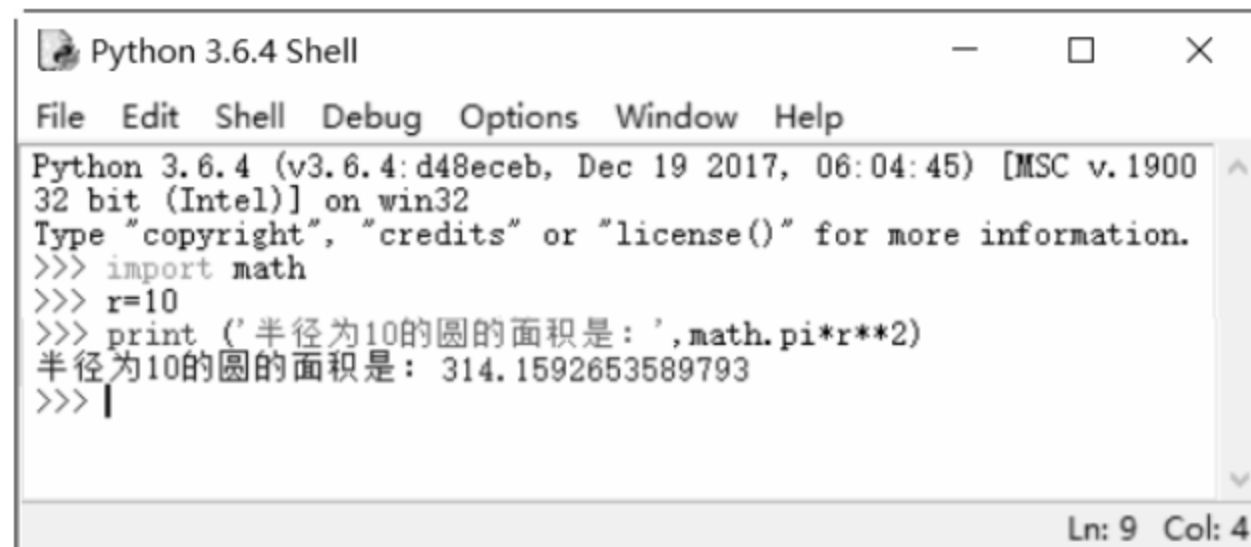 Python 3.6.4 Shell
File Edit Shell Debug Options Window Help
Python 3.6.4 (v3.6.4:d48eceb, Dec 19 2017, 06:04:45) [MSC v.1900
32 bit (Intel)] on win32
Type "copyright", "credits" or "license()" for more information.
>>> import math
>>> r=10
>>> print ('半径为10的圆的面积是：',math.pi*r**2)
半径为10的圆的面积是： 314.1592653589793
>>>
Ln: 9 Col: 4